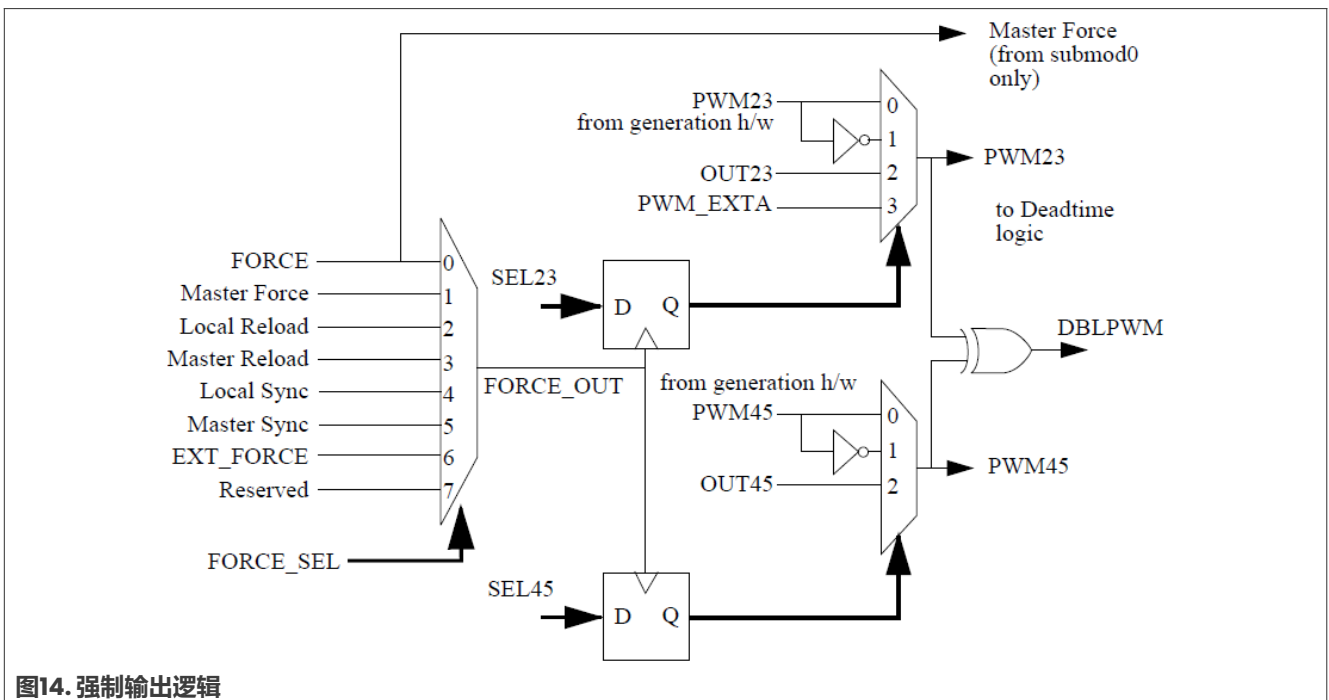 Master Force
(from submod0
only)
PWM23
from generation h/w
OUT23
PWM_EXTA
0
1
2
3
PWM23
to Deadtime
logic
FORCE
Master Force
Local Reload
Master Reload
Local Sync
Master Sync
EXT_FORCE
Reserved
0
1
2
3
4
5
6
7
FORCE_SEL
FORCE_OUT
SEL23
D Q
DBLPWM
from generation h/w
PWM45
OUT45
0
1
2
PWM45
SEL45
D Q
图14. 强制输出逻辑